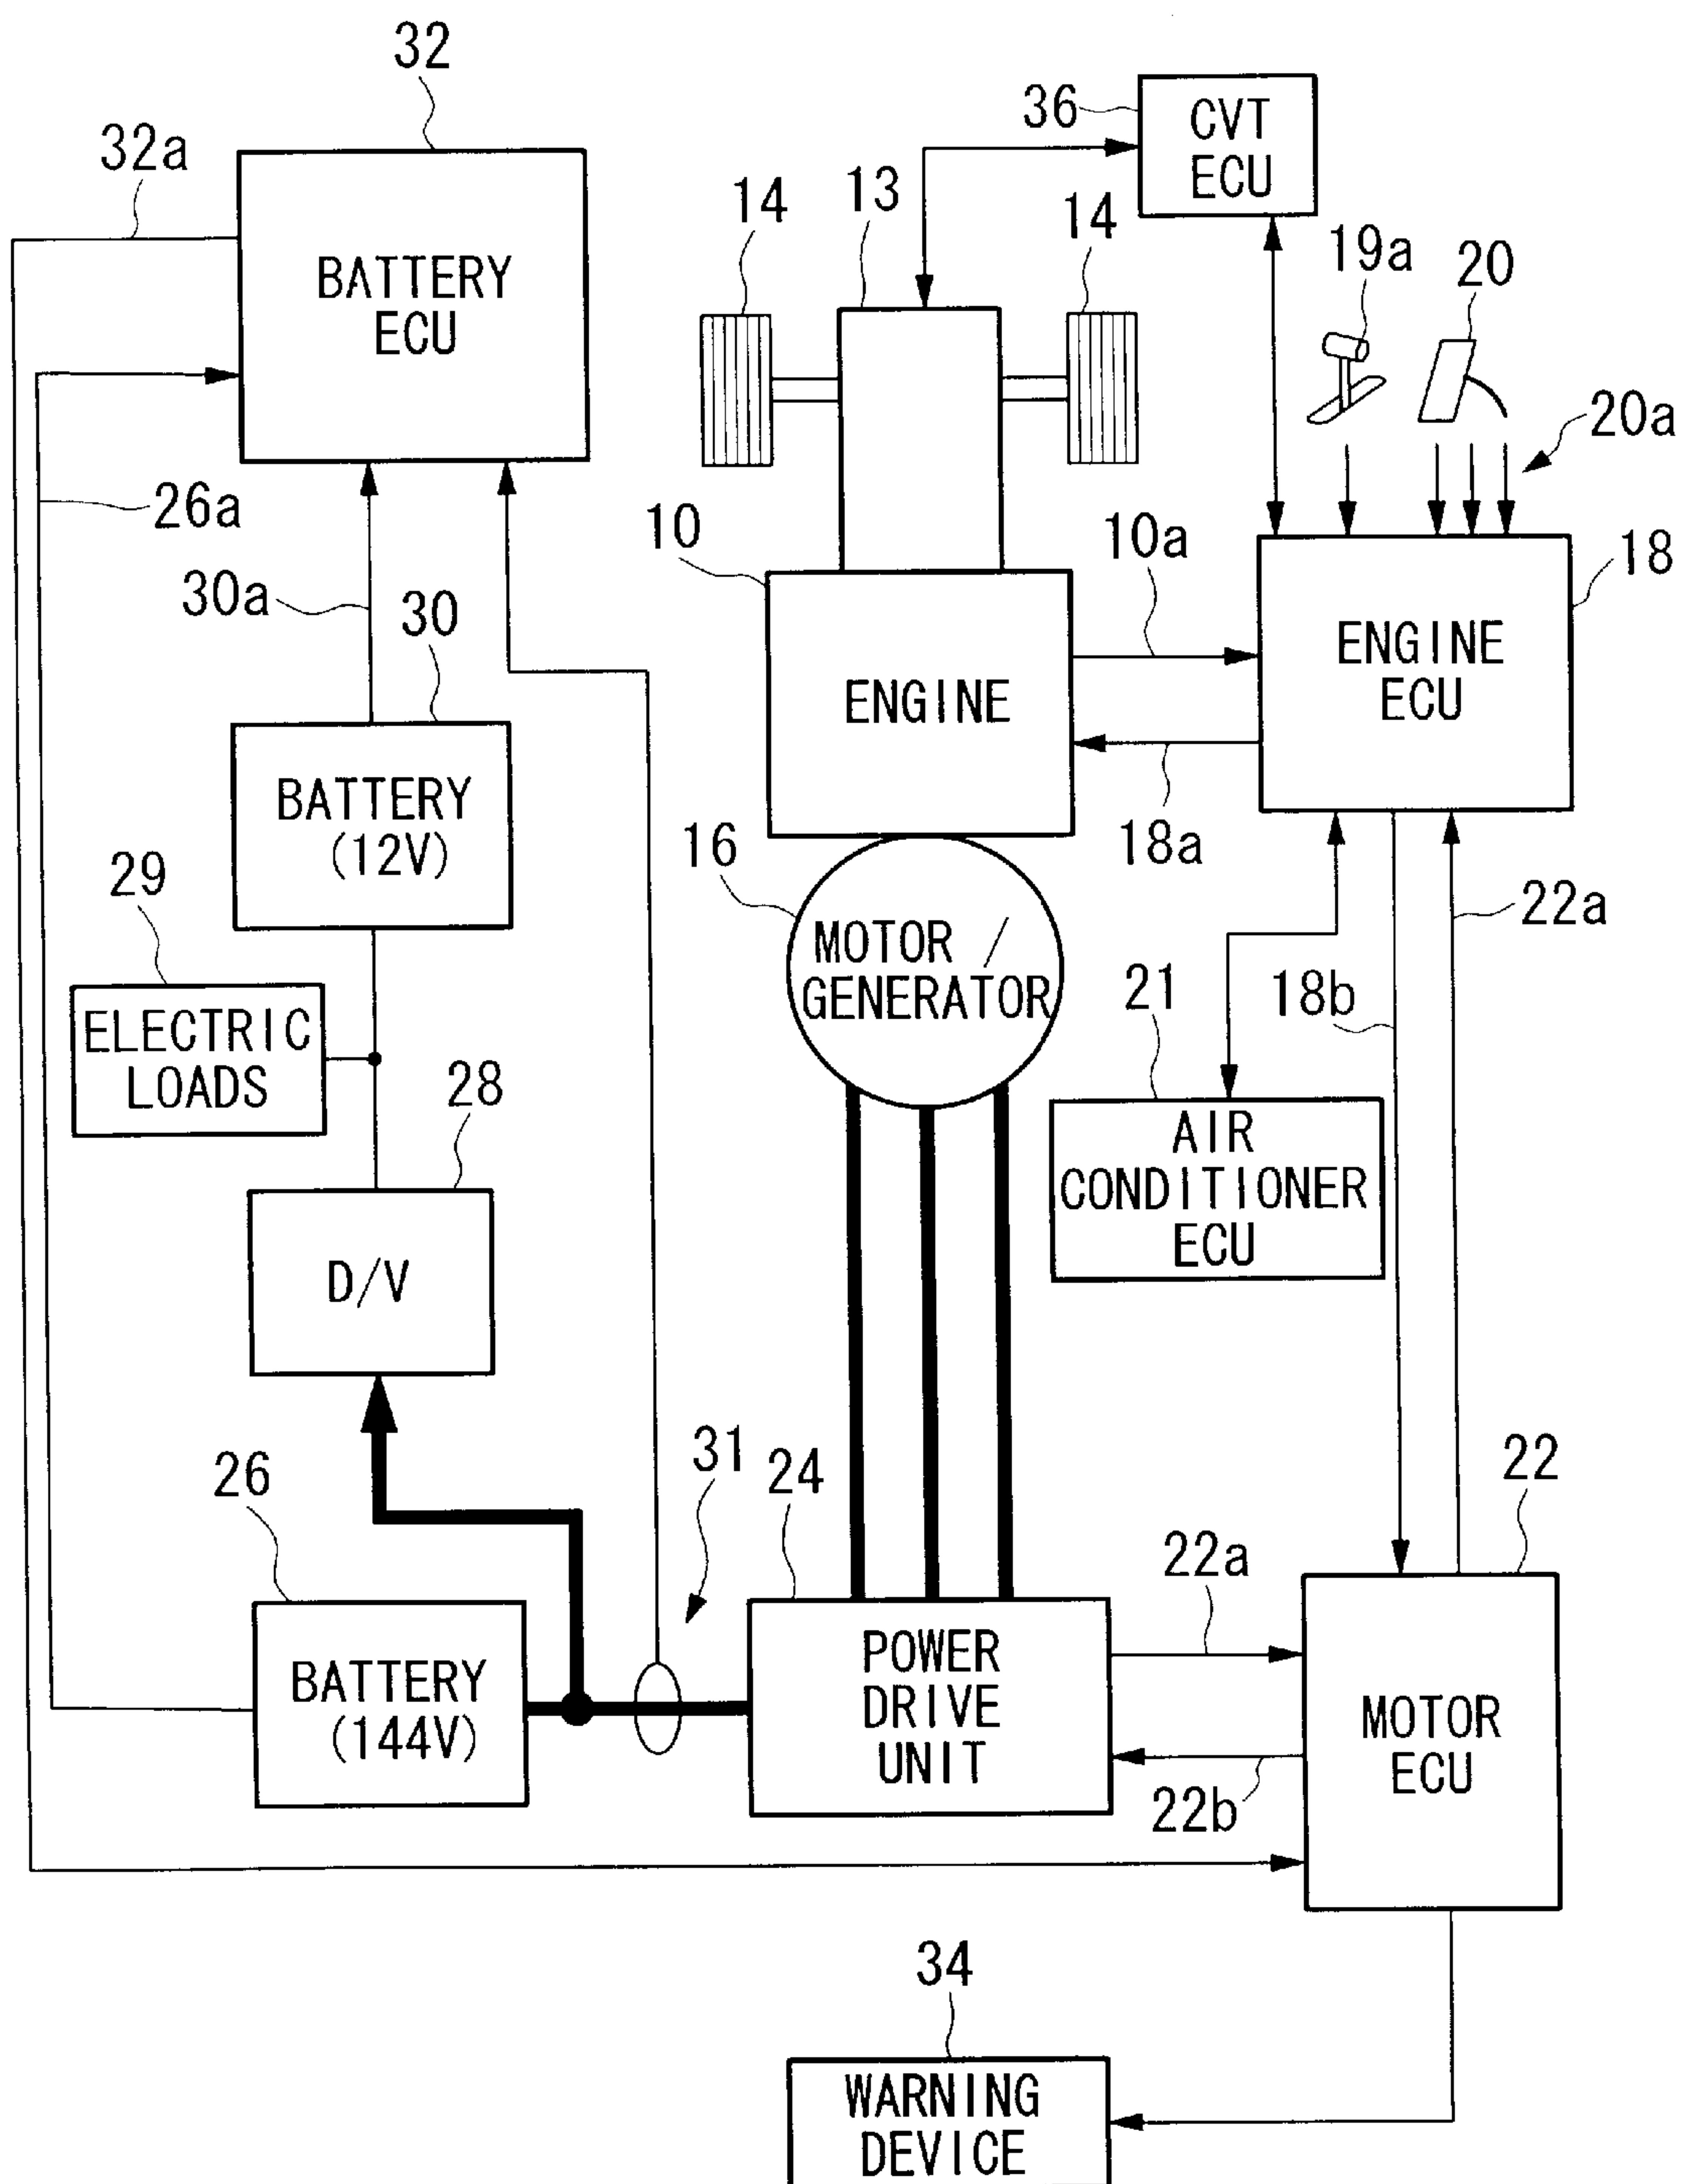 32
32a
36
CVT
ECU
14
13
14
19a
20
BATTERY
ECU
20a
26a
10
10a
18
30a
30
ENGINE
ECU
ENGINE
BATTERY
(12V)
18a
29
16
22a
MOTOR /
GENERATOR
21
18b
ELECTRIC
LOADS
28
AIR
CONDITIONER
ECU
D/V
26
31
24
22
22a
BATTERY
(144V)
POWER
DRIVE
UNIT
MOTOR
ECU
22b
34
WARNING
DEVICE